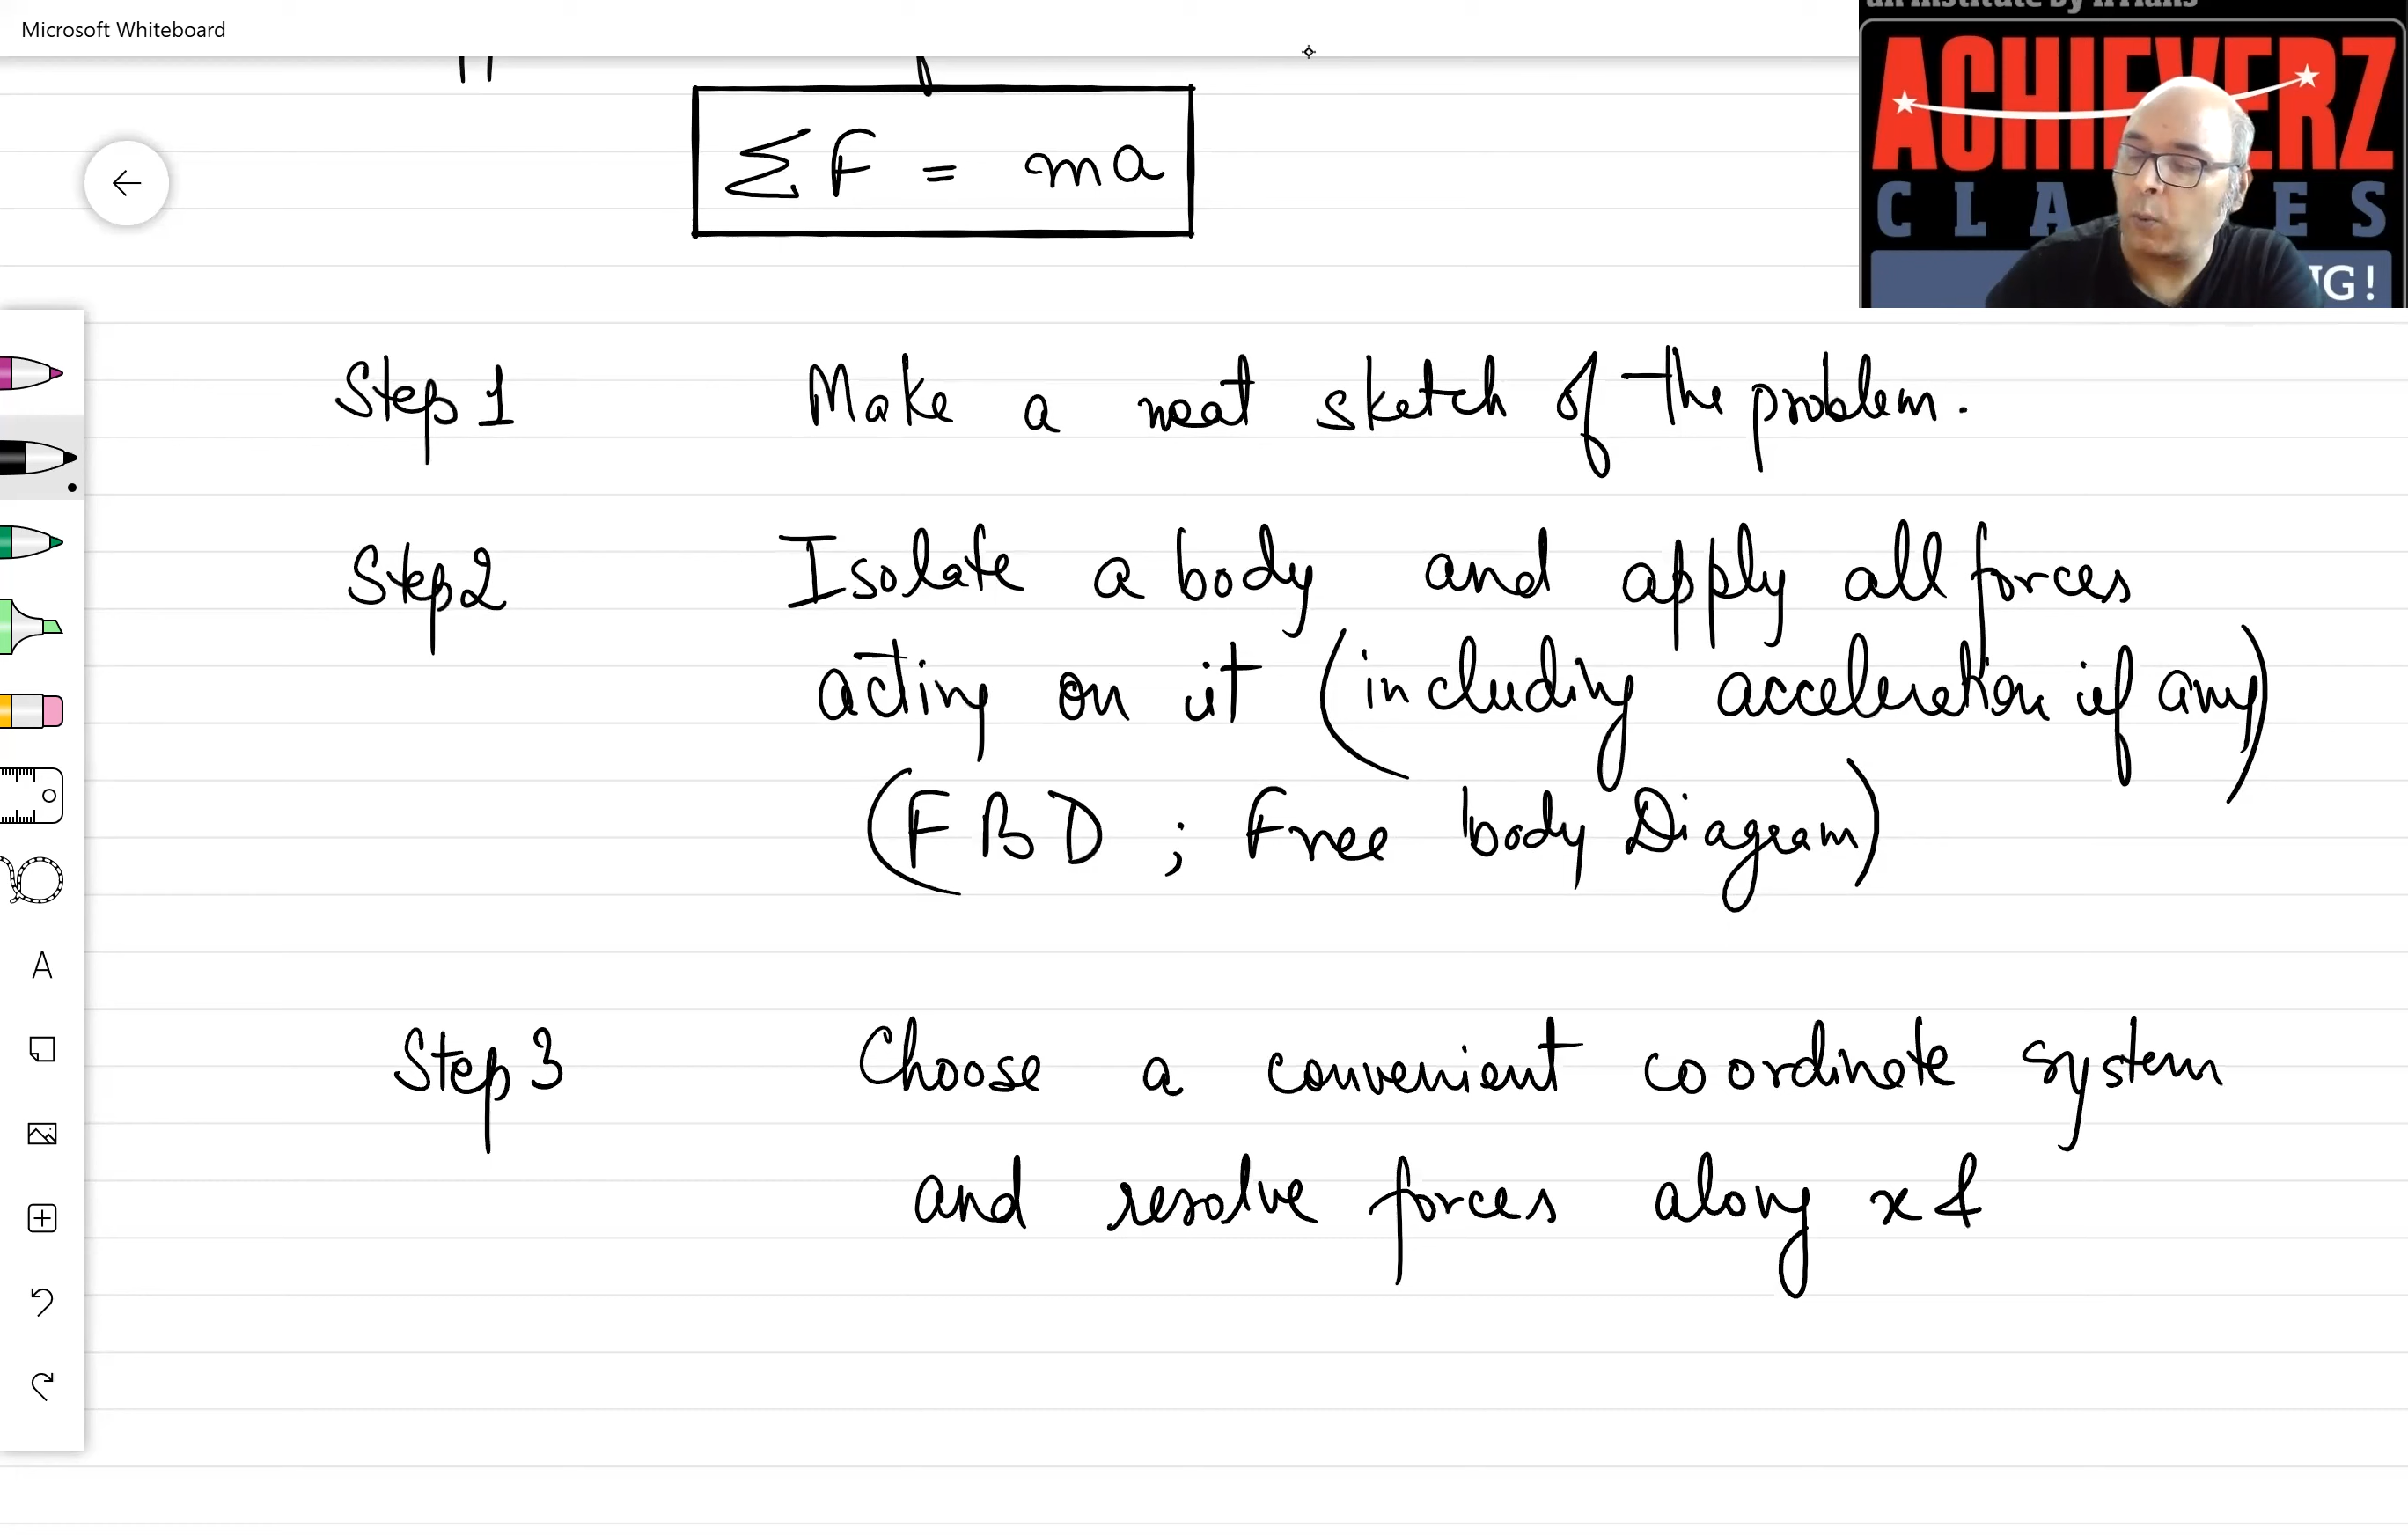 Microsoft Whiteboard
ACHIEVERZ
ΣF = ma
Step 1 Make a neat sketch of the problem.
Step 2 Isolate a body and apply all forces
acting on it (including acceleration if any)
(FBD ; Free body Diagram)
Step 3 Choose a convenient coordinate system
and resolve forces along x &